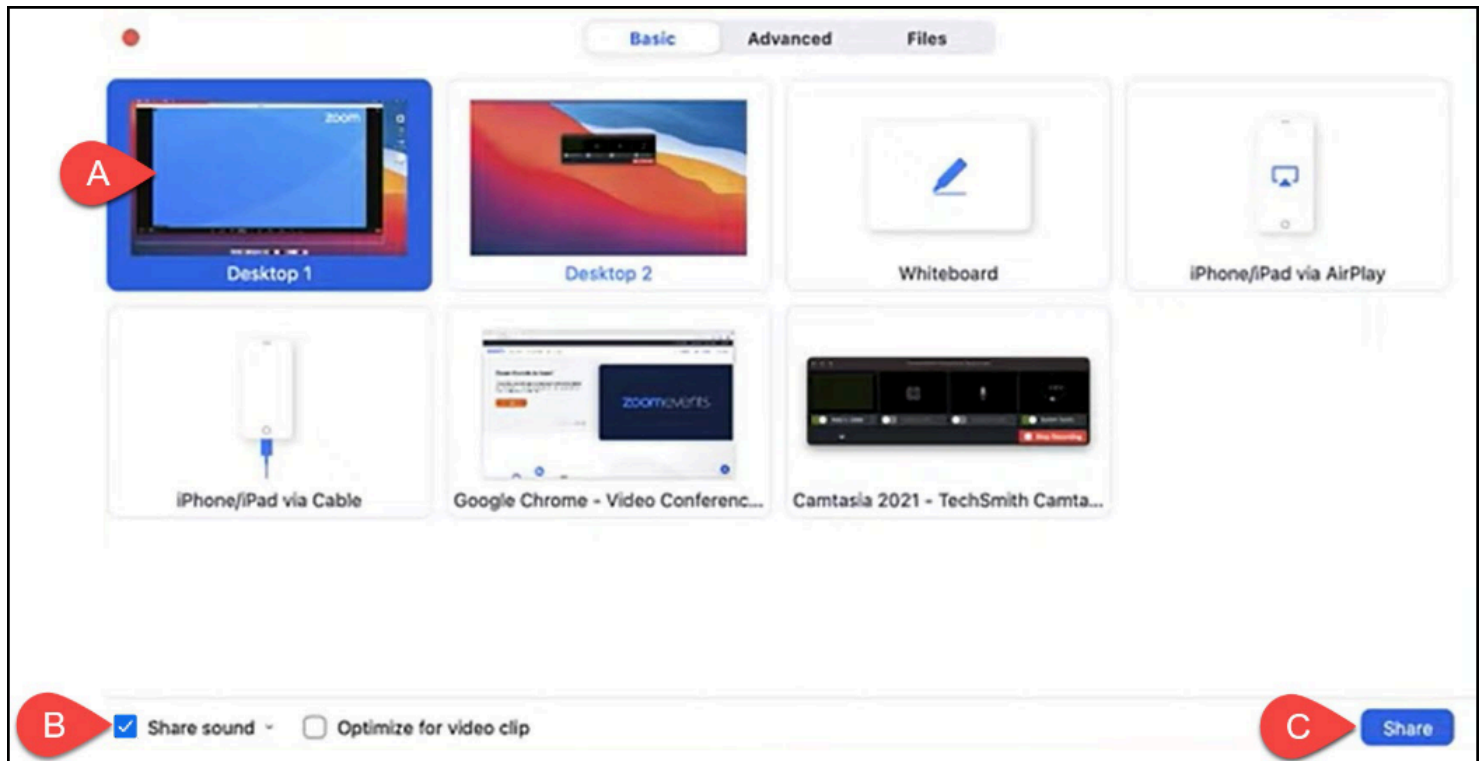 Basic Advanced Files
zoom
Desktop 1
Desktop 2
Whiteboard
iPhone/iPad via AirPlay
zoomevents
Stop Recording
iPhone/iPad via Cable
Google Chrome - Video Conferenc...
Camtasia 2021 - TechSmith Camta...
Share sound
Optimize for video clip
Share
A
B
C